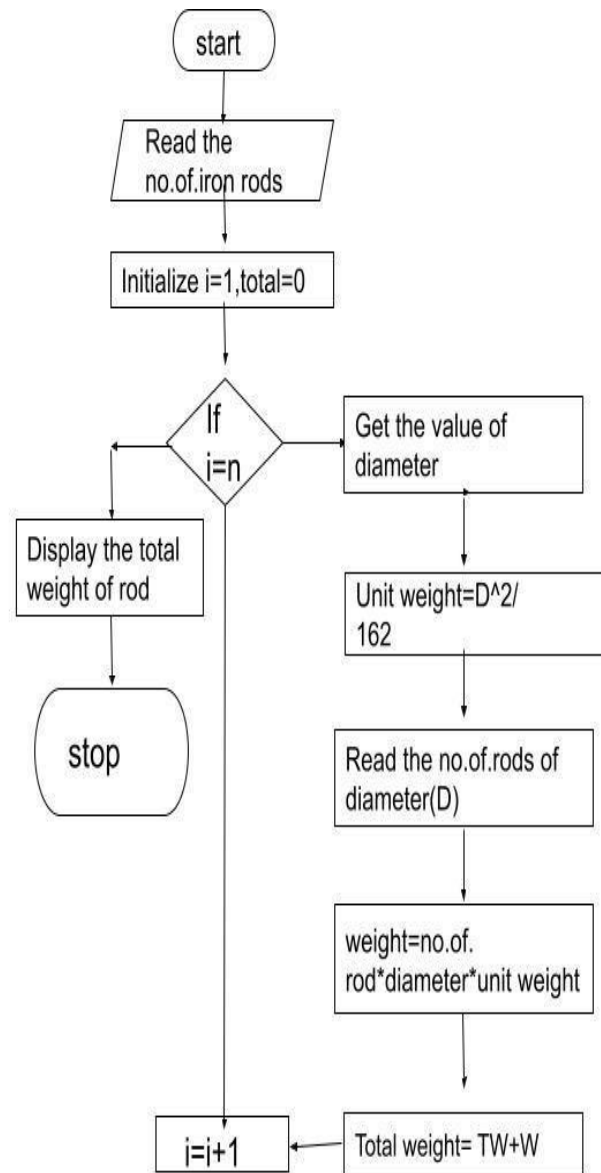 start
Read the
no.of.iron rods
Initialize i=1,total=0
If
i=n
Get the value of
diameter
Display the total
weight of rod
Unit weight=D^2/
162
stop
Read the no.of.rods of
diameter(D)
weight=no.of.
rod*diameter*unit weight
i=i+1
Total weight= TW+W